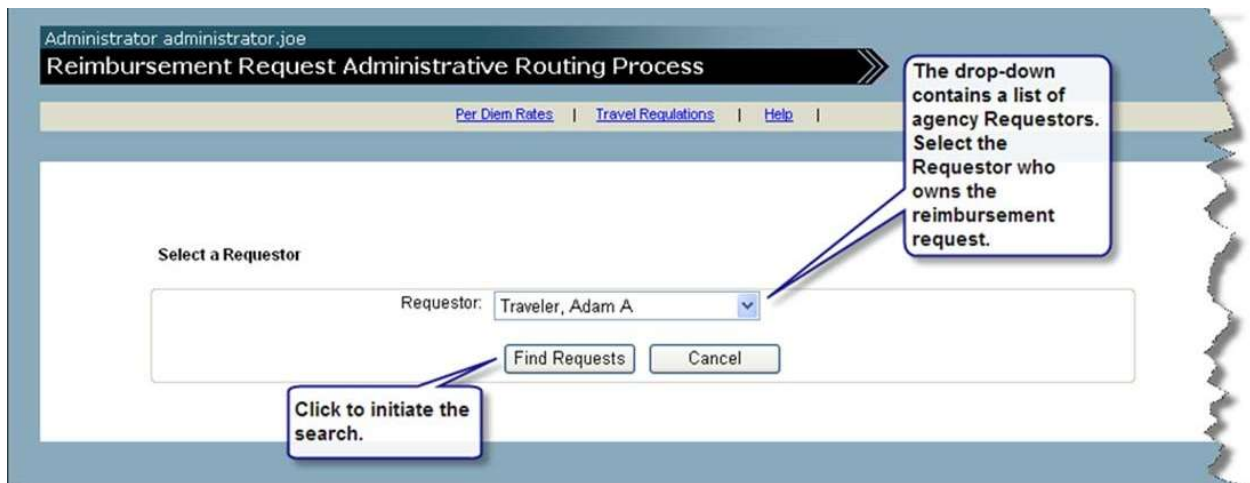 Administrator administrator.joe
Reimbursement Request Administrative Routing Process
Per Diem Rates | Travel Regulations | Help |
The drop-down
contains a list of
agency Requestors.
Select the
Requestor who
owns the
reimbursement
request.
Select a Requestor
Requestor: Traveler, Adam A
Find Requests Cancel
Click to initiate the
search.